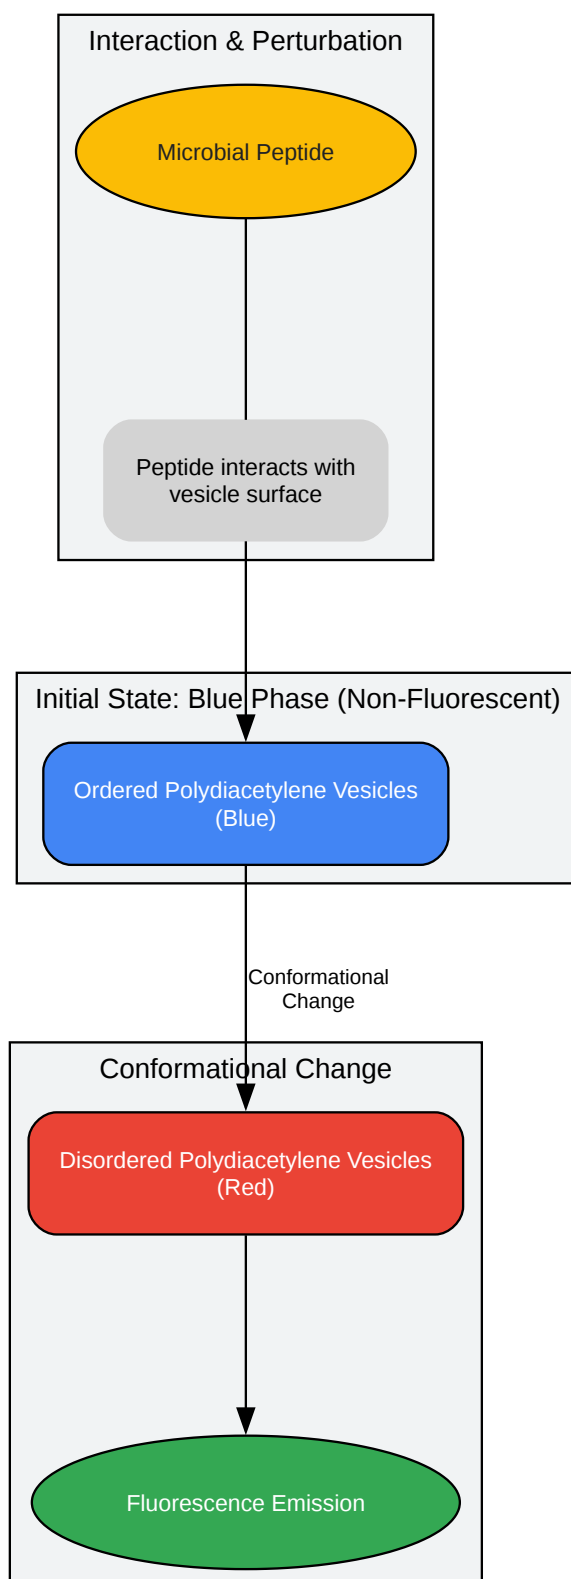 Interaction & Perturbation
Microbial Peptide
Peptide interacts with
vesicle surface
Initial State: Blue Phase (Non-Fluorescent)
Ordered Polydiacetylene Vesicles
(Blue)
Conformational
Change
Conformational Change
Disordered Polydiacetylene Vesicles
(Red)
Fluorescence Emission